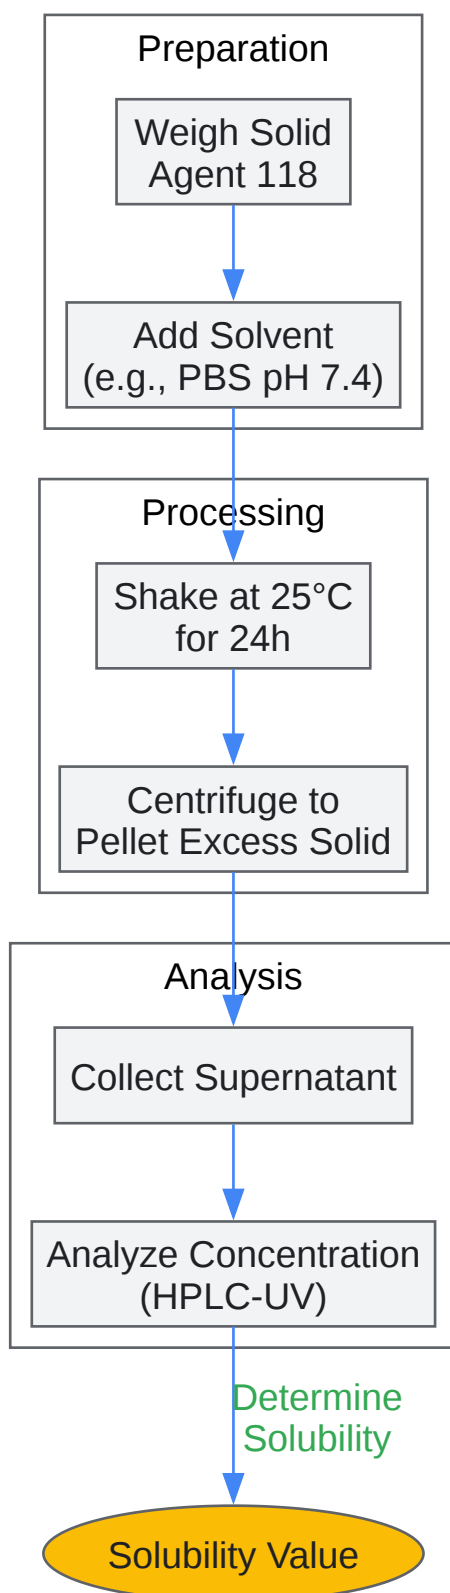 Preparation
Weigh Solid
Agent 118
Add Solvent
(e.g., PBS pH 7.4)
Processing
Shake at 25°C
for 24h
Centrifuge to
Pellet Excess Solid
Analysis
Collect Supernatant
Analyze Concentration
(HPLC-UV)
Determine
Solubility
Solubility Value